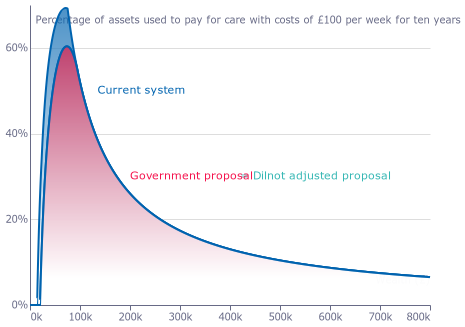 Percentage of assets used to pay for care with costs of £100 per week for ten years
60%
Current system
40%
Government proposal Dilnot adjusted proposal
20%
0%
0k 100k 200k 300k 400k 500k 600k 700k 800k